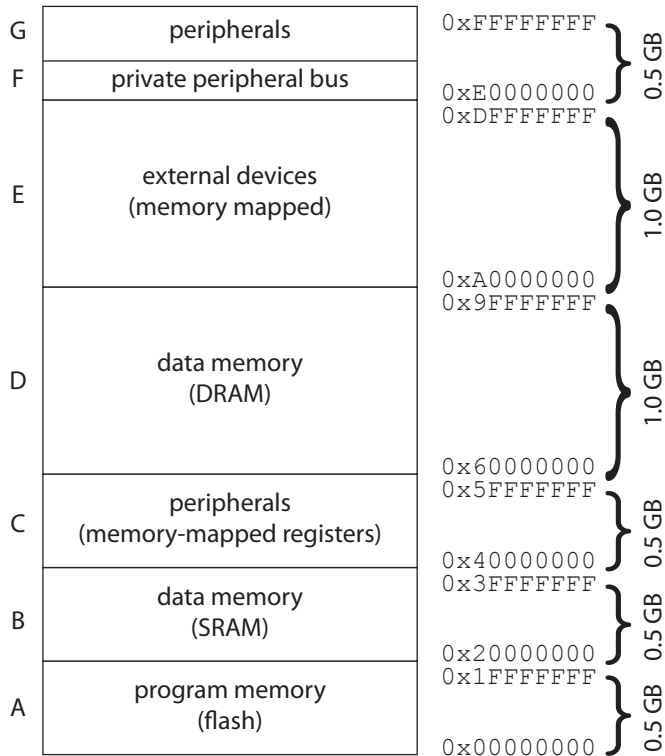 G
peripherals
0xFFFFFFFF
0.5 GB
F
private peripheral bus
0xE0000000
0xDFFFFFFF
E
external devices
(memory mapped)
1.0 GB
0xA0000000
0x9FFFFFFF
D
data memory
(DRAM)
1.0 GB
0x60000000
0x5FFFFFFF
C
peripherals
(memory-mapped registers)
0.5 GB
0x40000000
0x3FFFFFFF
B
data memory
(SRAM)
0.5 GB
0x20000000
0x1FFFFFFF
A
program memory
(flash)
0.5 GB
0x00000000